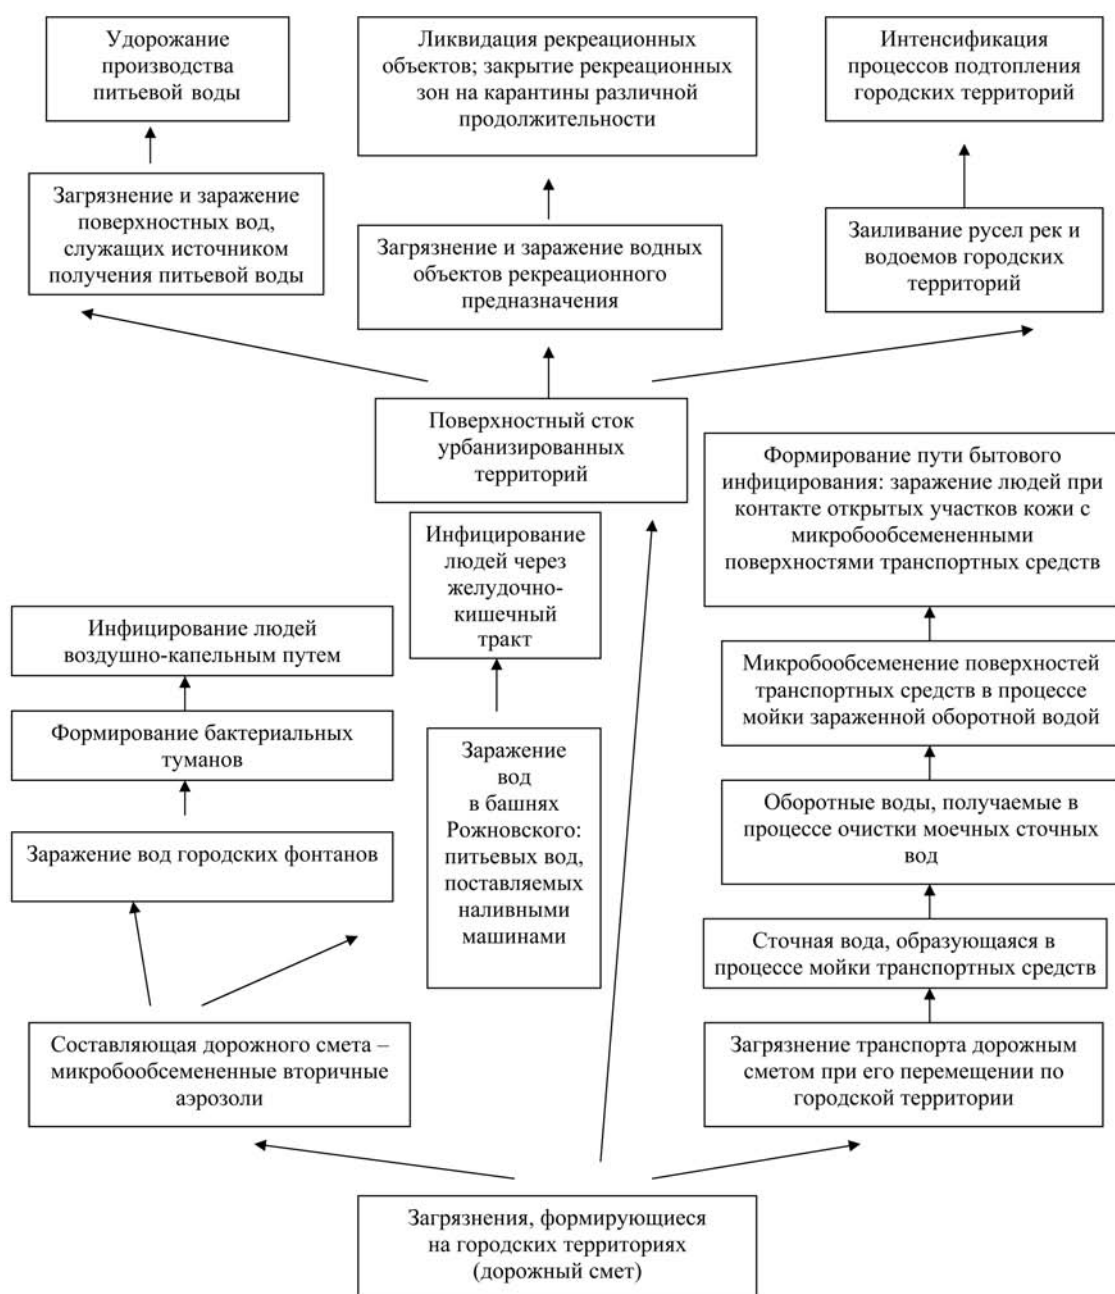 Удорожание
производства
питьевой воды
Ликвидация рекреационных
объектов; закрытие рекреационных
зон на карантины различной
продолжительности
Интенсификация
процессов подтопления
городских территорий
Загрязнение и заражение
поверхностных вод,
служащих источником
получения питьевой воды
Загрязнение и заражение водных
объектов рекреационного
предназначения
Заиливание русел рек и
водоемов городских
территорий
Поверхностный сток
урбанизированных
территорий
Формирование пути бытового
инфицирования: заражение людей при
контакте открытых участков кожи с
микробообсемененными
поверхностями транспортных средств
Инфицирование
людей через
желудочно-
кишечный
тракт
Инфицирование людей
воздушно-капельным путем
Микробообсеменение поверхностей
транспортных средств в процессе
мойки зараженной оборотной водой
Формирование бактериальных
туманов
Заражение
вод
в башнях
Рожновского:
питьевых вод,
поставляемых
наливными
машинами
Оборотные воды, получаемые в
процессе очистки моечных сточных
вод
Заражение вод городских фонтанов
Сточная вода, образующаяся в
процессе мойки транспортных средств
Составляющая дорожного смета –
микробообсемененные вторичные
аэрозоли
Загрязнение транспорта дорожным
сметом при его перемещении по
городской территории
Загрязнения, формирующиеся
на городских территориях
(дорожный смет)